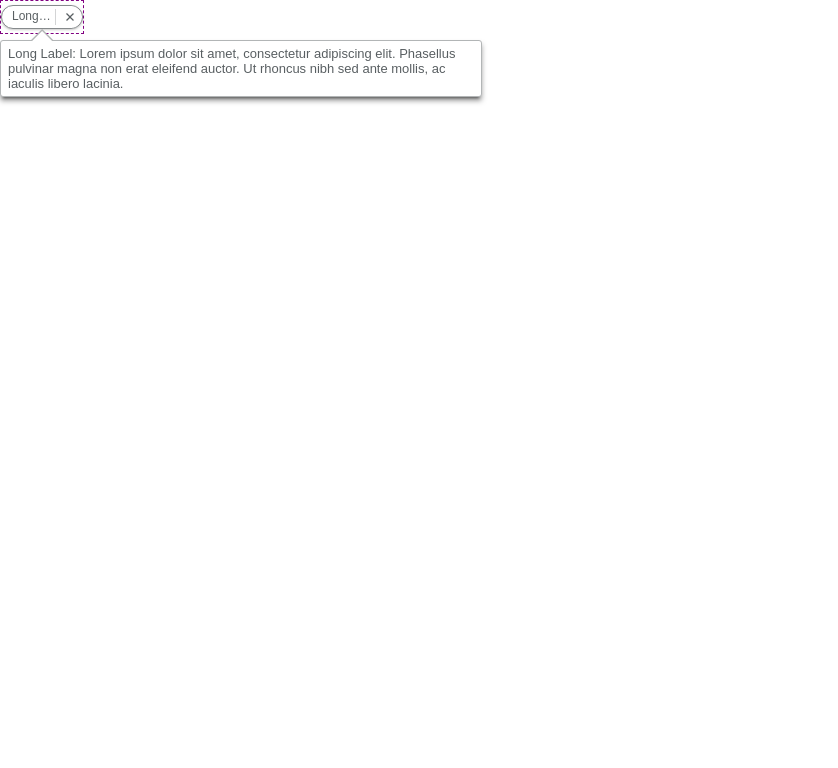 Long…
Long Label: Lorem ipsum dolor sit amet, consectetur adipiscing elit. Phasellus
pulvinar magna non erat eleifend auctor. Ut rhoncus nibh sed ante mollis, ac
iaculis libero lacinia.